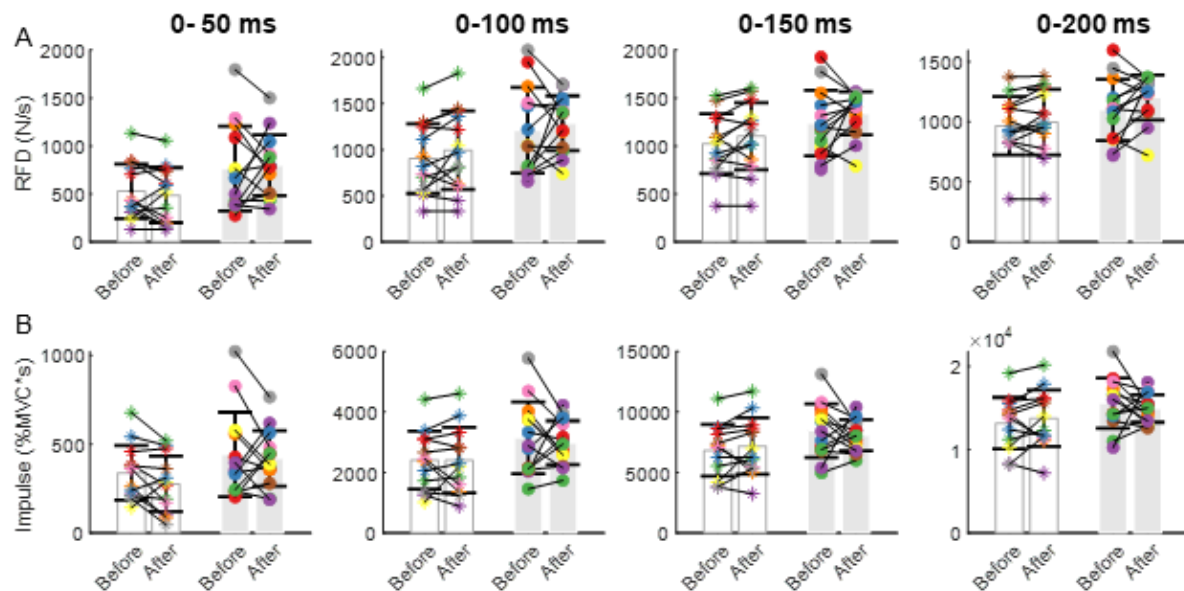 0- 50 ms 0-100 ms 0-150 ms 0-200 ms
A
2000 2000 2000
1500 1500 1500 1500
1000 1000 1000 1000
500 500 500 500
0 0 0 0
RFD (N/s)
Before After Before After Before After Before After Before After Before After Before After Before After
B
×10⁴
1000 6000 15000
4000 10000 2
500 2000 5000 1
0 0 0 0
Impulse (%MVC*s)
Before After Before After Before After Before After Before After Before After Before After Before After